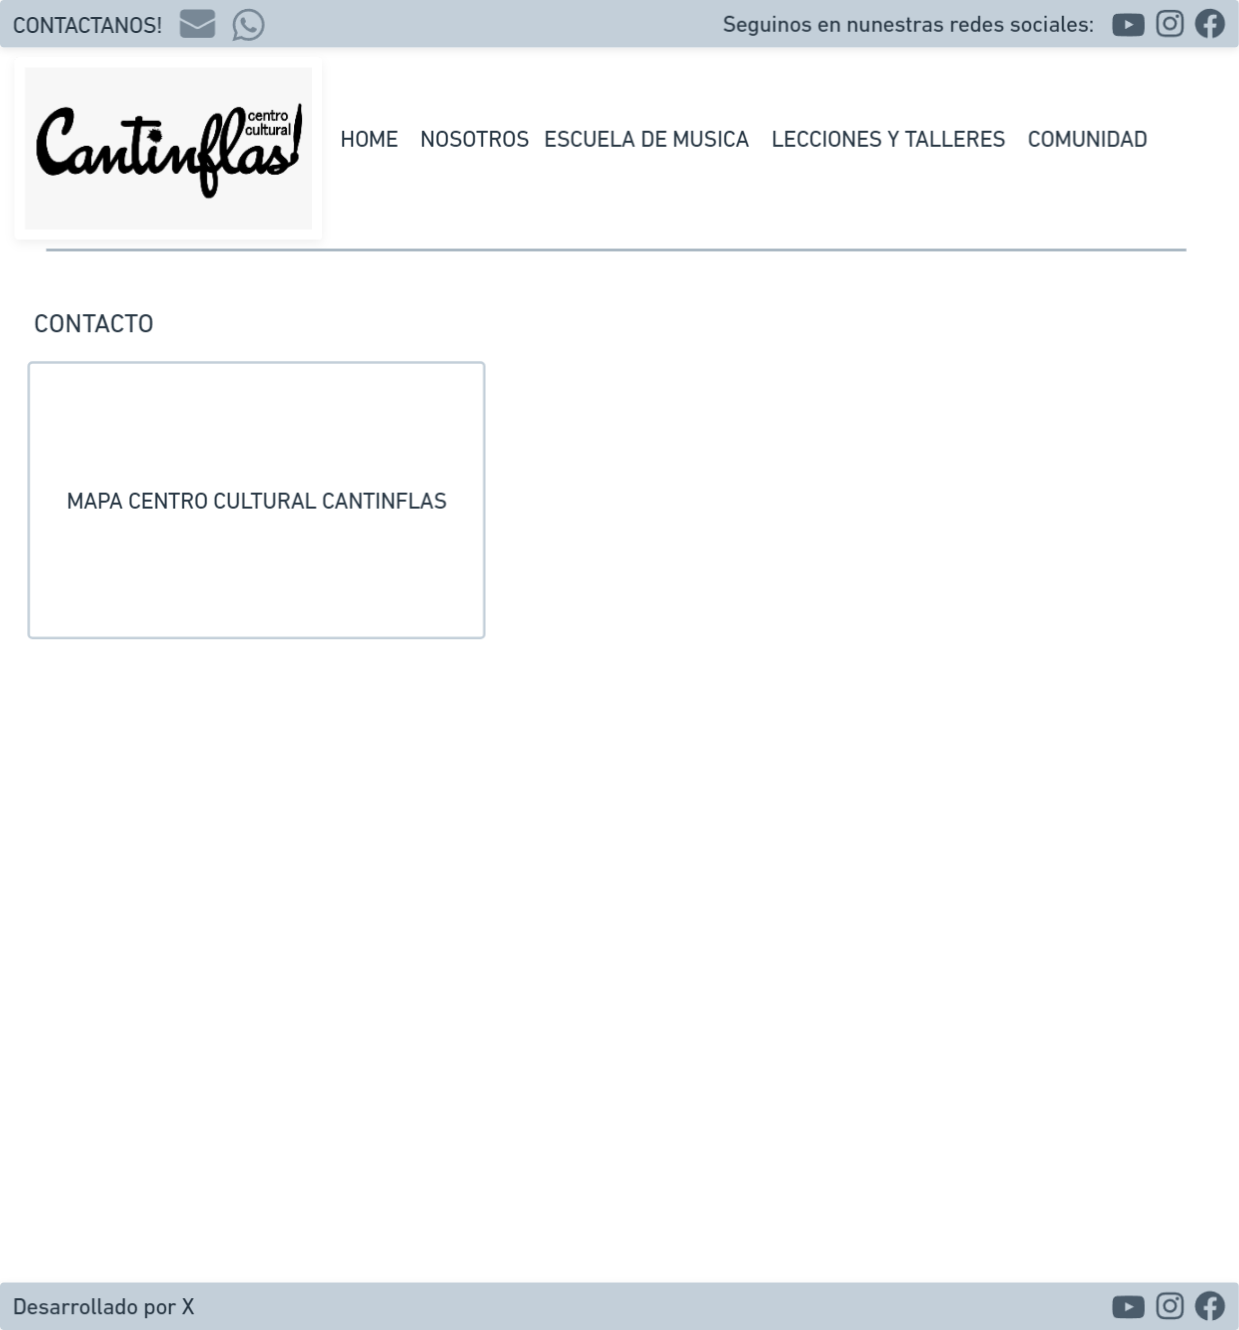 CONTACTANOS!
Seguinos en nunestras redes sociales:
Cantinflas!
centro
cultural
HOME NOSOTROS ESCUELA DE MUSICA LECCIONES Y TALLERES COMUNIDAD
CONTACTO
MAPA CENTRO CULTURAL CANTINFLAS
Desarrollado por X